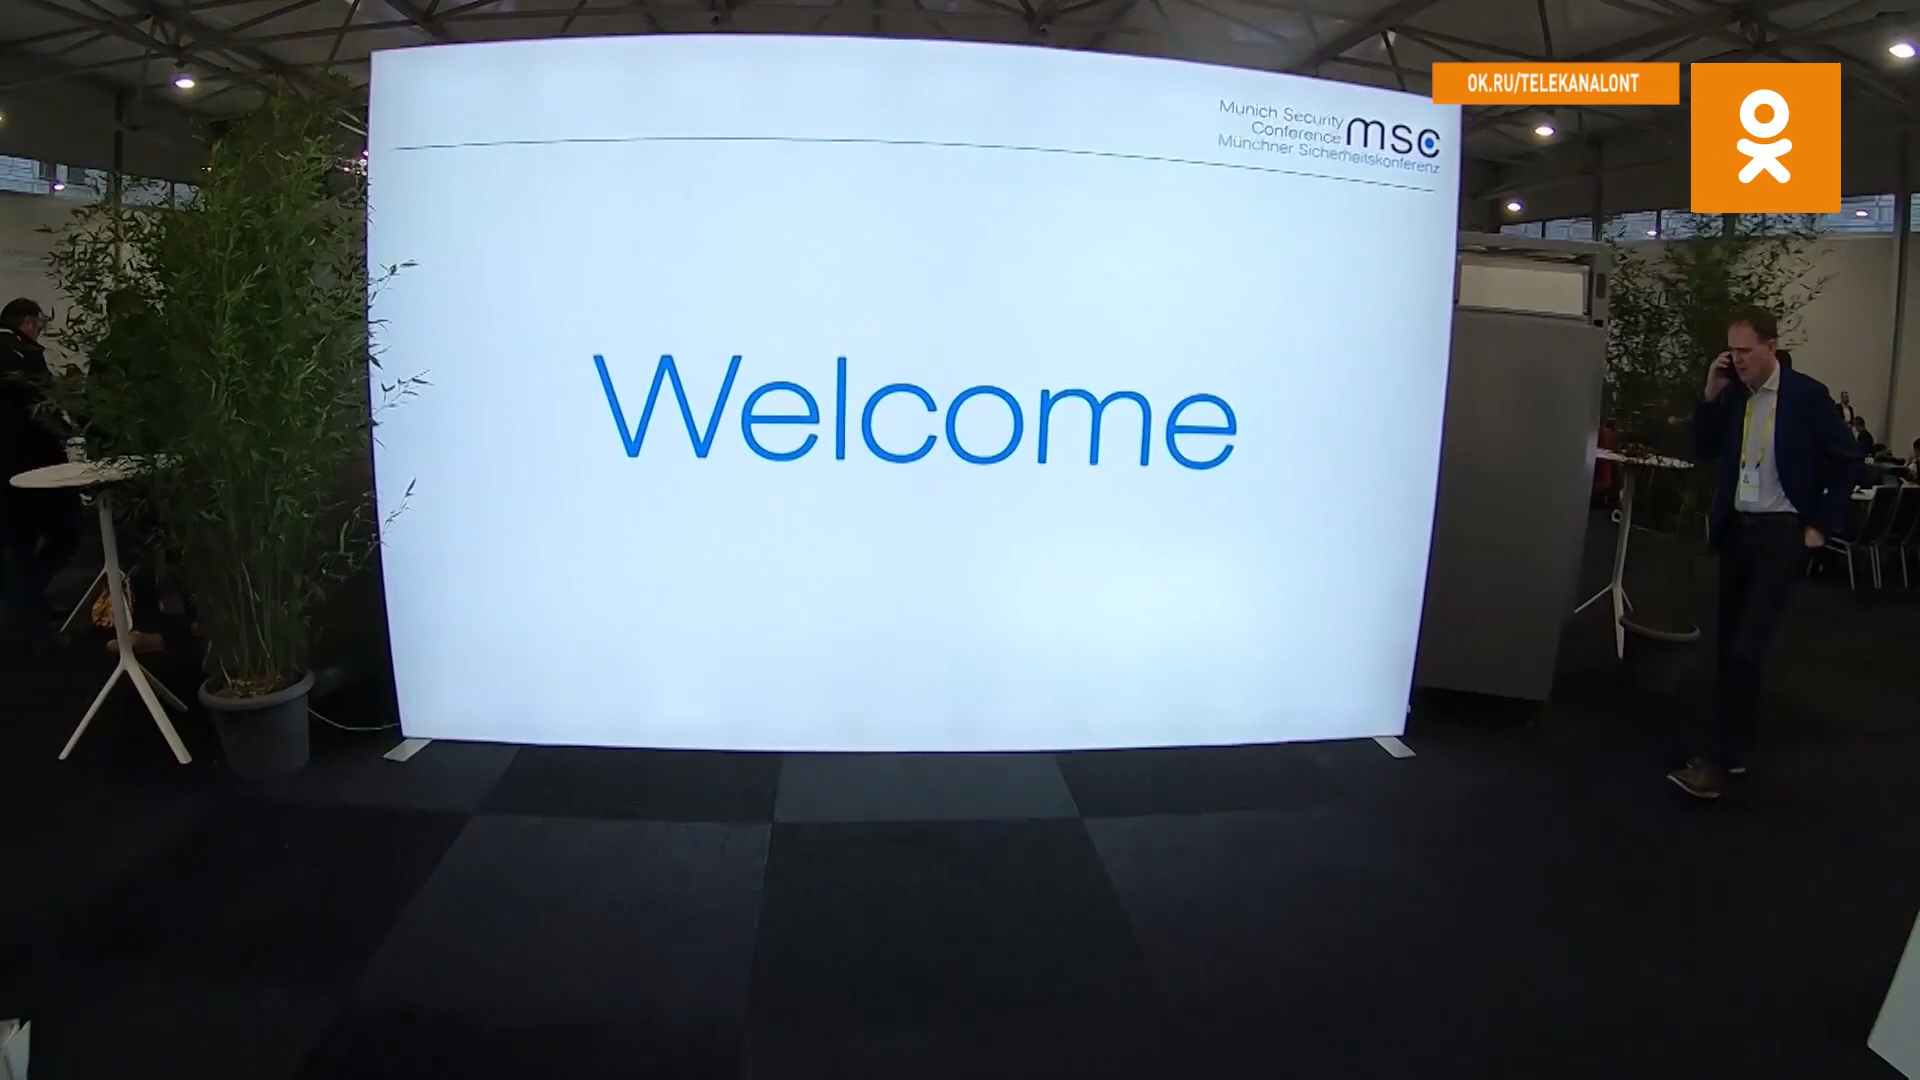 OK.RU/TELEKANALONT
Munich Security
Conference
msc
Münchner Sicherheitskonferenz
Welcome